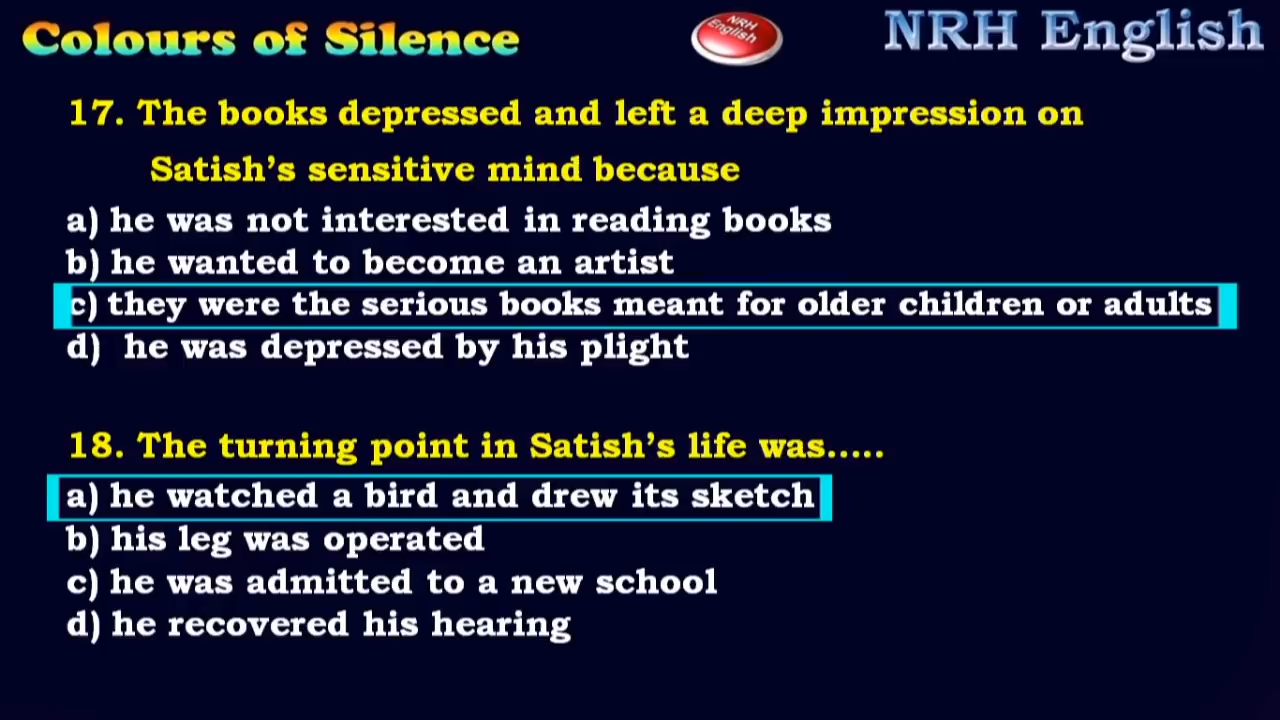 Colours of Silence
NRH English
NRH English
17. The books depressed and left a deep impression on
Satish's sensitive mind because
a) he was not interested in reading books
b) he wanted to become an artist
c) they were the serious books meant for older children or adults
d) he was depressed by his plight
18. The turning point in Satish's life was.....
a) he watched a bird and drew its sketch
b) his leg was operated
c) he was admitted to a new school
d) he recovered his hearing